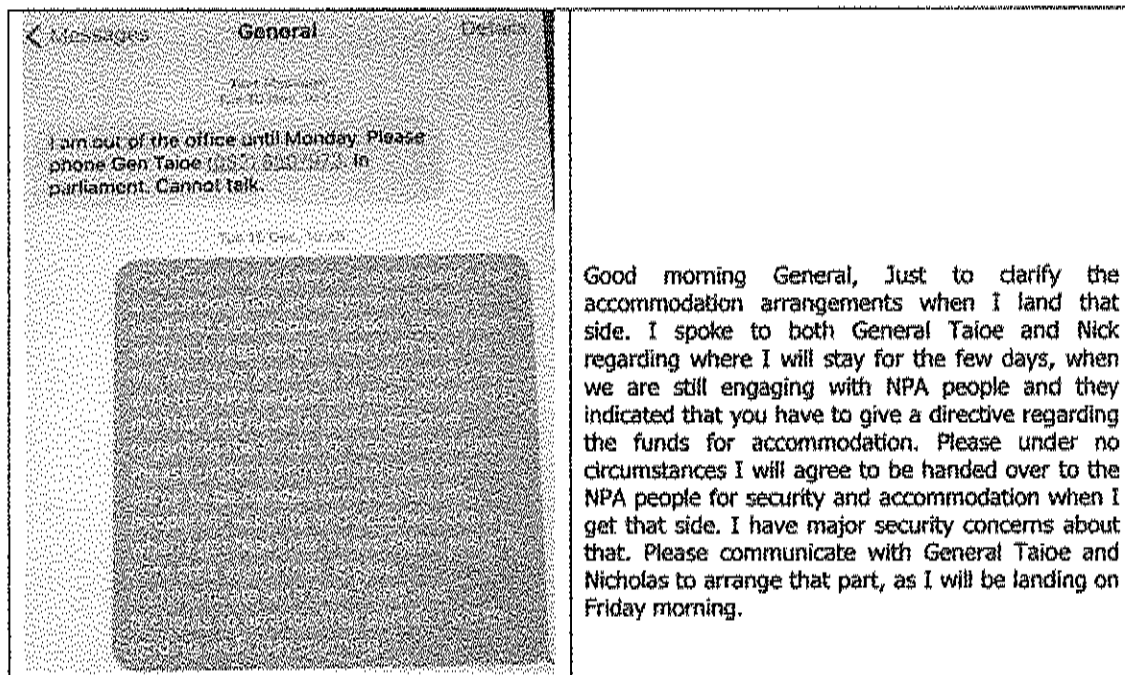 Messages General Details
I am out of the office until Monday. Please
phone Gen Taioe In
parliament. Cannot talk.
Good morning General, Just to clarify the
accommodation arrangements when I land that
side. I spoke to both General Taioe and Nick
regarding where I will stay for the few days, when
we are still engaging with NPA people and they
indicated that you have to give a directive regarding
the funds for accommodation. Please under no
circumstances I will agree to be handed over to the
NPA people for security and accommodation when I
get that side. I have major security concerns about
that. Please communicate with General Taioe and
Nicholas to arrange that part, as I will be landing on
Friday morning.